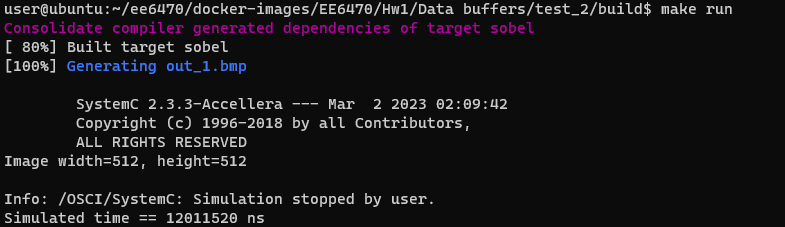 user@ubuntu:~/ee6470/docker-images/EE6470/Hw1/Data buffers/test_2/build$ make run
Consolidate compiler generated dependencies of target sobel
[ 80%] Built target sobel
[100%] Generating out_1.bmp
SystemC 2.3.3-Accellera --- Mar  2 2023 02:09:42
Copyright (c) 1996-2018 by all Contributors,
ALL RIGHTS RESERVED
Image width=512, height=512
Info: /OSCI/SystemC: Simulation stopped by user.
Simulated time == 12011520 ns